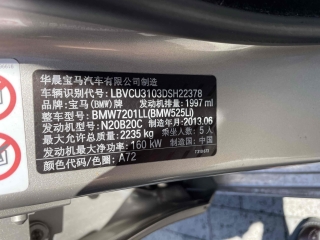 华晨宝马汽车有限公司制造
车辆识别代号: LBVCU3103DSH22378
品牌: 宝马(BMW)牌 发动机排量: 1997 ml
整车型号: BMW7201LL(BMW525Li)
发动机型号: N20B20C 制造年月: 2013.06
最大允许总质量: 2235 kg 乘坐人数: 5 人
发动机最大净功率: 160 kw 制造国: 中国
颜色代号/色圈: A72